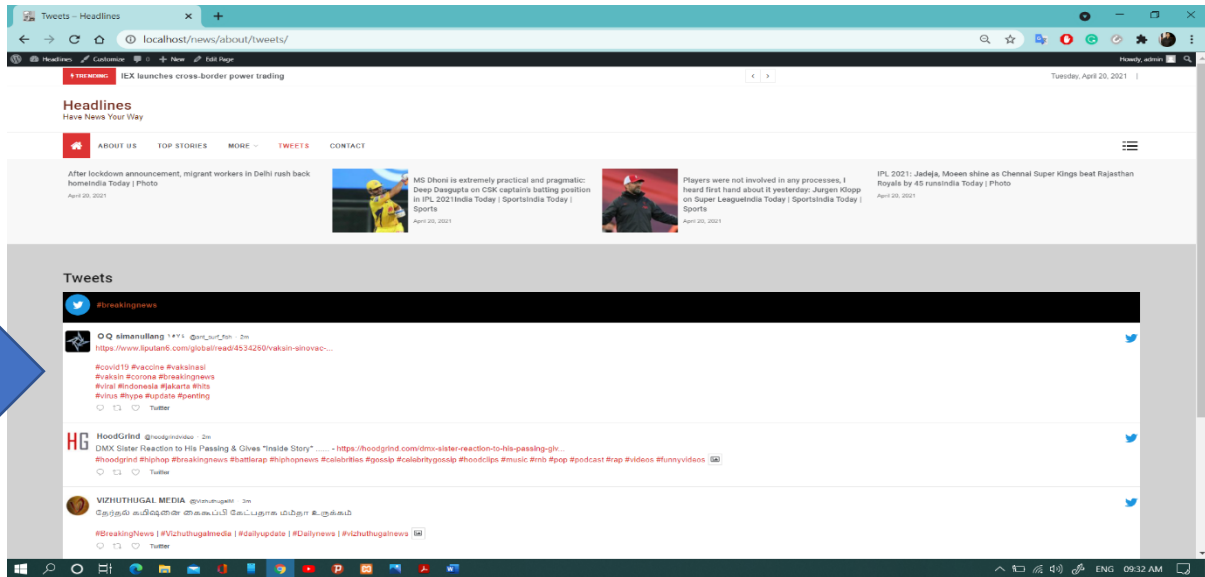 Tweets – Headlines
localhost/news/about/tweets/
Headlines Customize 0 New Edit Page Howdy, admin
TRENDING IEX launches cross-border power trading Tuesday, April 20, 2021 |
Headlines
Have News Your Way
ABOUT US TOP STORIES MORE TWEETS CONTACT
After lockdown announcement, migrant workers in Delhi rush back
homeIndia Today | Photo
April 20, 2021
MS Dhoni is extremely practical and pragmatic:
Deep Dasgupta on CSK captain's batting position
in IPL 2021India Today | SportsIndia Today |
Sports
April 20, 2021
Players were not involved in any processes, I
heard first hand about it yesterday: Jurgen Klopp
on Super LeagueIndia Today | SportsIndia Today |
Sports
April 20, 2021
IPL 2021: Jadeja, Moeen shine as Chennai Super Kings beat Rajasthan
Royals by 45 runsIndia Today | Photo
April 20, 2021
Tweets
#breakingnews
O Q simanullang @ant_surf_fish · 2m
https://www.liputan6.com/global/read/4534260/vaksin-sinovac-...
#covid19 #vaccine #vaksinasi
#vaksin #corona #breakingnews
#viral #indonesia #jakarta #hits
#virus #hype #update #penting
Twitter
HG HoodGrind @hoodgrindvideo · 2m
DMX Sister Reaction to His Passing & Gives "Inside Story" ...... - https://hoodgrind.com/dmx-sister-reaction-to-his-passing-giv...
#hoodgrind #hiphop #breakingnews #battlerap #hiphopnews #celebrities #gossip #celebritygossip #hoodclips #music #rnb #pop #podcast #rap #videos #funnyvideos
Twitter
VIZHUTHUGAL MEDIA @VizhuthugalM · 3m
தேர்தல் கமிஷனை கைகூப்பி கேட்பதாக மம்தா உருக்கம்
#BreakingNews | #Vizhuthugalmedia | #dailyupdate | #Dailynews | #vizhuthugalnews
Twitter
ENG 09:32 AM